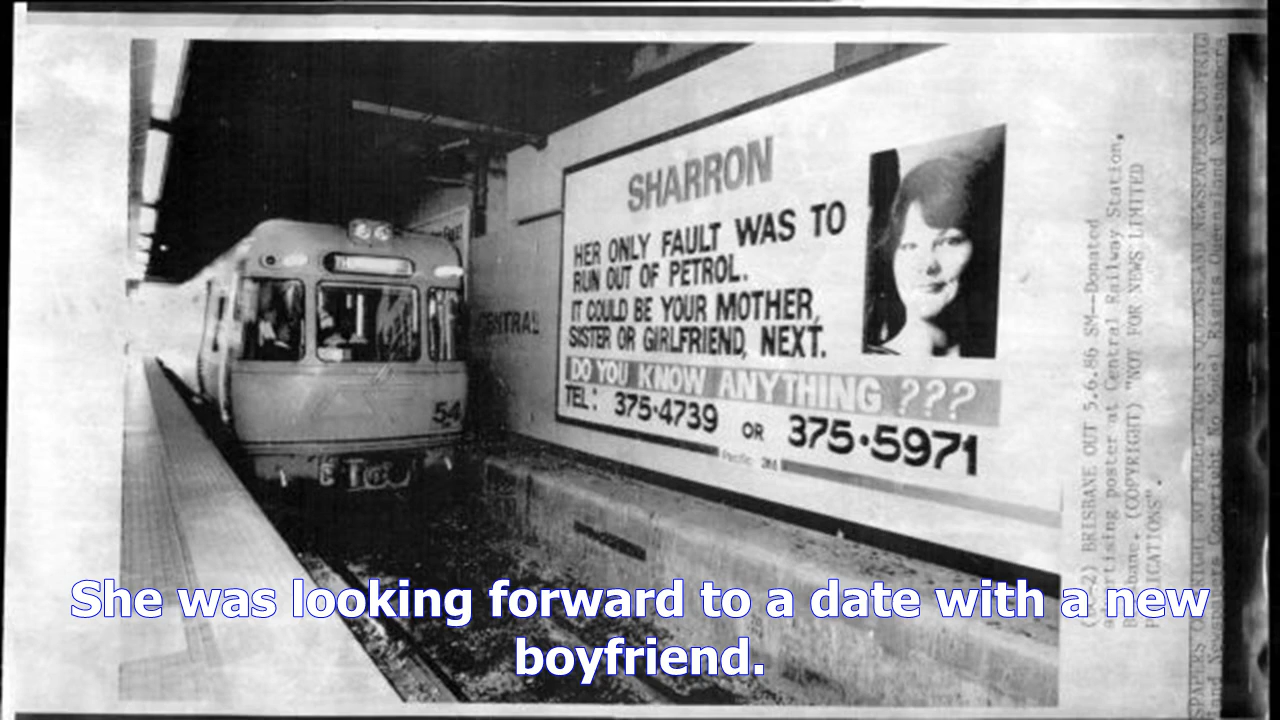 SHARRON
HER ONLY FAULT WAS TO
RUN OUT OF PETROL.
IT COULD BE YOUR MOTHER,
SISTER OR GIRLFRIEND, NEXT.
DO YOU KNOW ANYTHING ???
TEL: 375·4739 OR 375·5971
CENTRAL
54
She was looking forward to a date with a new
boyfriend.
BRISBANE OUT 5.6.86 SM--Donated
advertising poster at Central Railway Station,
Brisbane. (COPYRIGHT) "NOT FOR NEWS LIMITED
PUBLICATIONS".